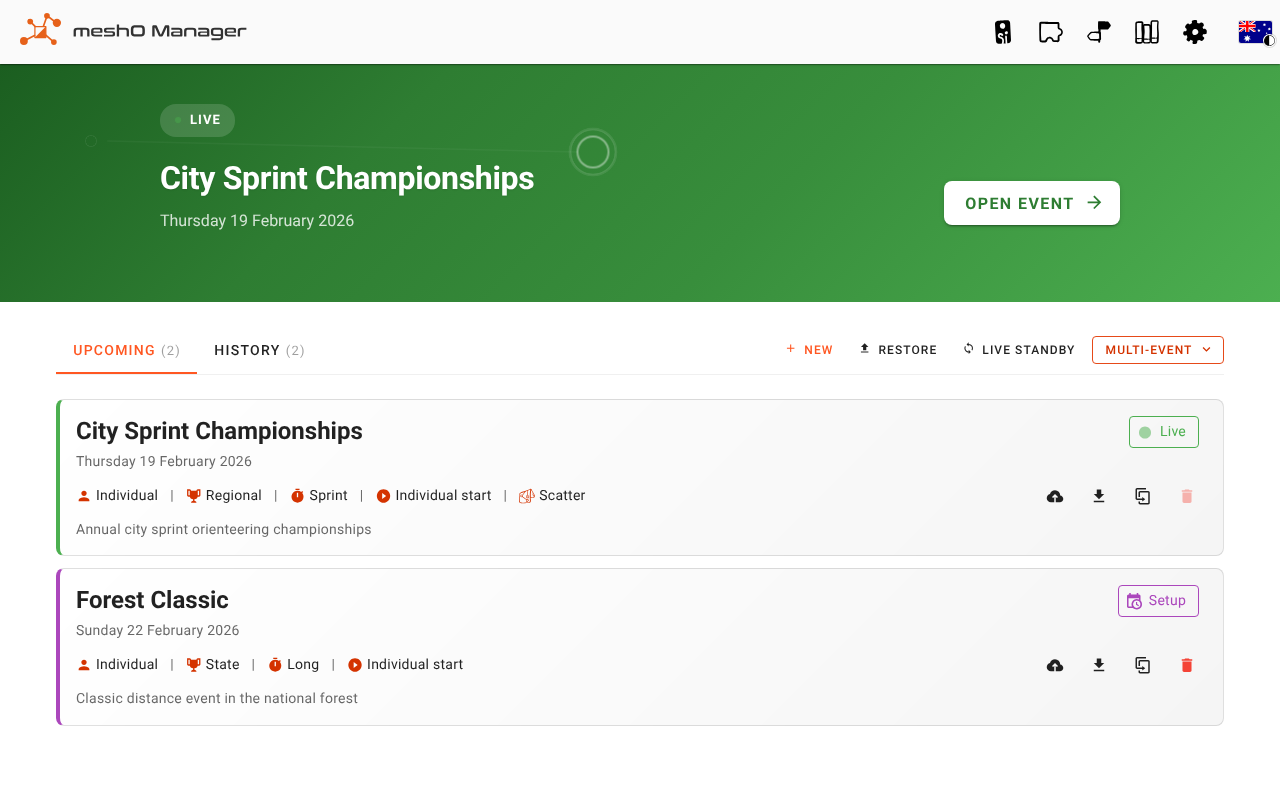 meshO Manager
Si
LIVE
City Sprint Championships
Thursday 19 February 2026
OPEN EVENT
UPCOMING (2) HISTORY (2) + NEW RESTORE LIVE STANDBY MULTI-EVENT
City Sprint Championships
Live
Thursday 19 February 2026
Individual | Regional | Sprint | Individual start | Scatter
Annual city sprint orienteering championships
Forest Classic
Setup
Sunday 22 February 2026
Individual | State | Long | Individual start
Classic distance event in the national forest